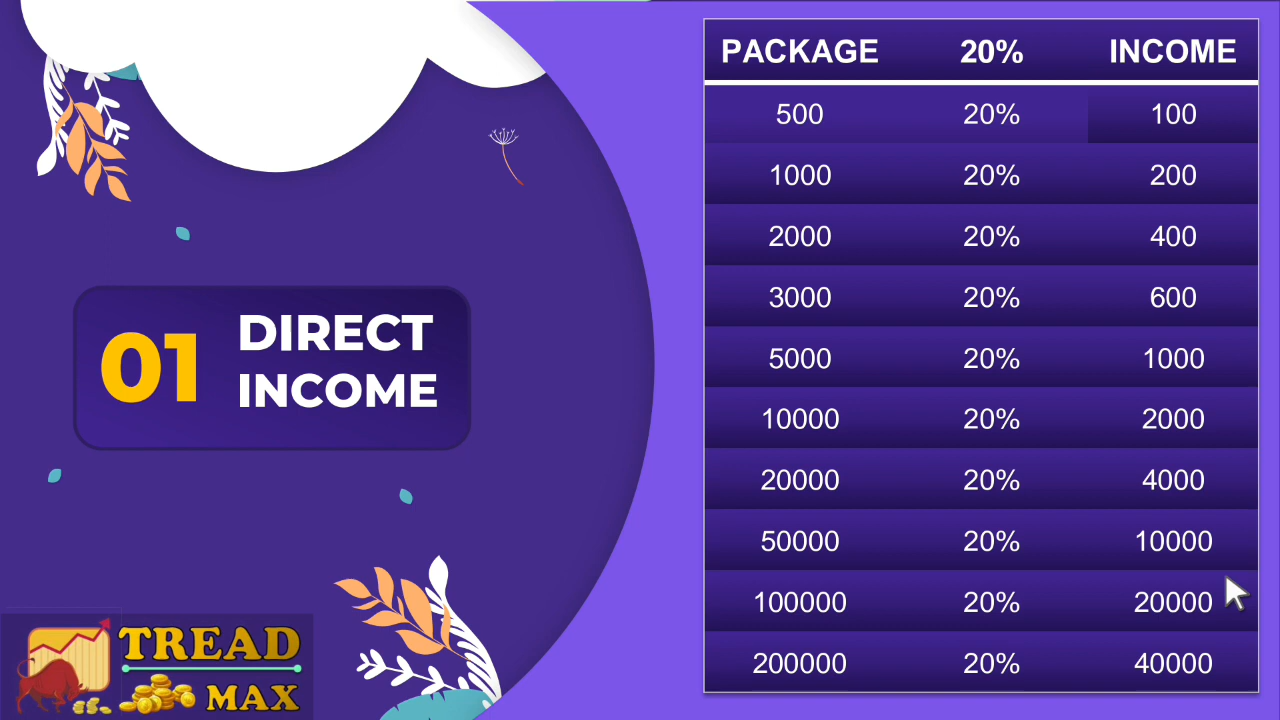 01
DIRECT
INCOME
TREAD
MAX
PACKAGE 20% INCOME
500 20% 100
1000 20% 200
2000 20% 400
3000 20% 600
5000 20% 1000
10000 20% 2000
20000 20% 4000
50000 20% 10000
100000 20% 20000
200000 20% 40000